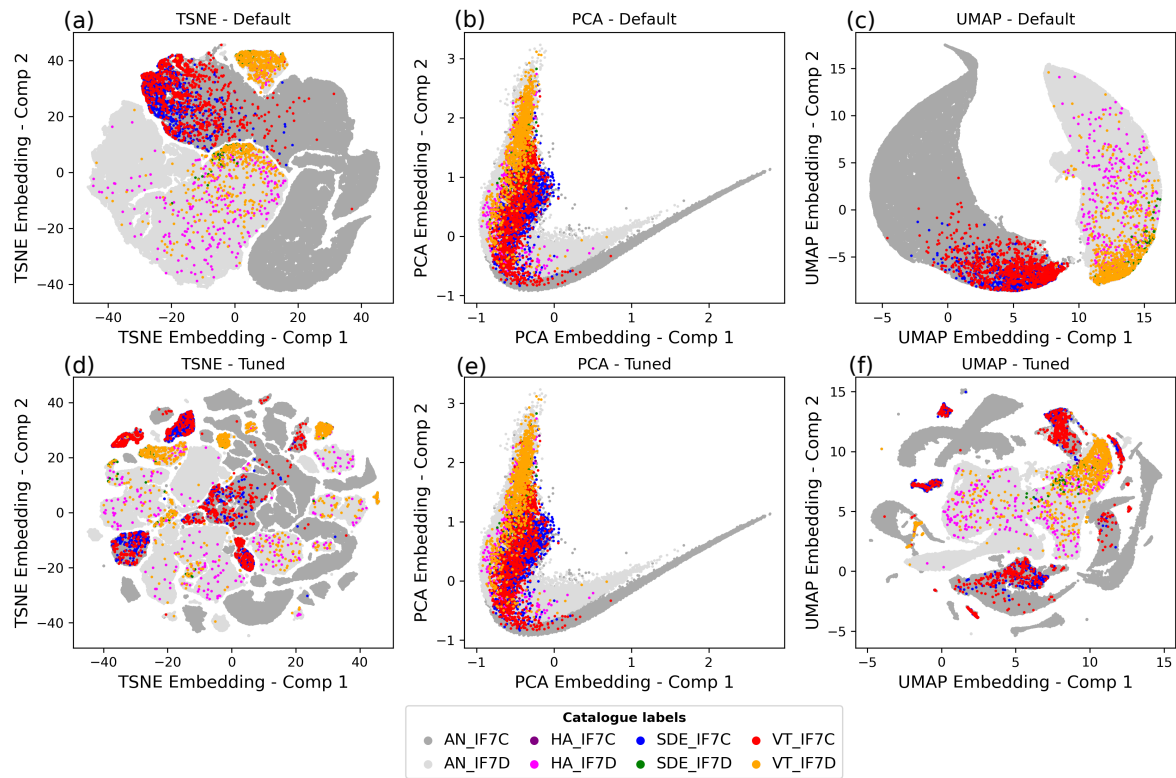 (a) TSNE - Default
(b) PCA - Default
(c) UMAP - Default
TSNE Embedding - Comp 2
40
20
0
−20
−40
−40 −20 0 20 40
TSNE Embedding - Comp 1
PCA Embedding - Comp 2
3
2
1
0
−1
−1 0 1 2
PCA Embedding - Comp 1
UMAP Embedding - Comp 2
15
10
5
0
−5
−5 0 5 10 15
UMAP Embedding - Comp 1
(d) TSNE - Tuned
(e) PCA - Tuned
(f) UMAP - Tuned
TSNE Embedding - Comp 2
40
20
0
−20
−40
−40 −20 0 20 40
TSNE Embedding - Comp 1
PCA Embedding - Comp 2
3
2
1
0
−1
−1 0 1 2
PCA Embedding - Comp 1
UMAP Embedding - Comp 2
15
10
5
0
−5
−5 0 5 10 15
UMAP Embedding - Comp 1
Catalogue labels
AN_IF7C HA_IF7C SDE_IF7C VT_IF7C
AN_IF7D HA_IF7D SDE_IF7D VT_IF7D